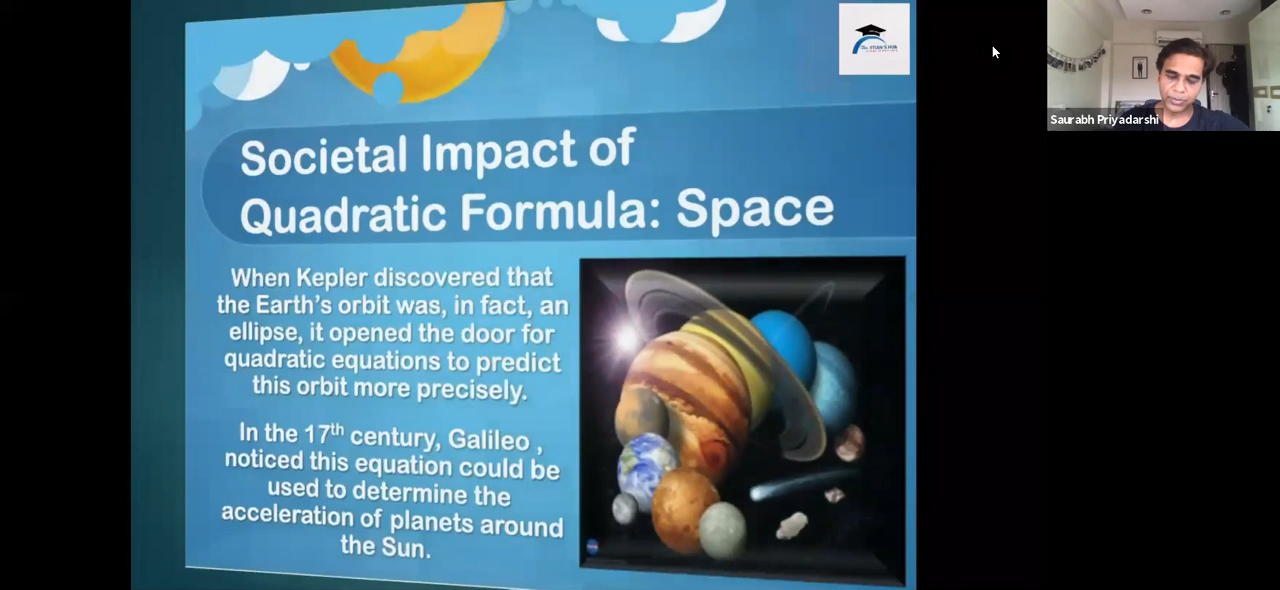 Societal Impact of
Quadratic Formula: Space
When Kepler discovered that
the Earth's orbit was, in fact, an
ellipse, it opened the door for
quadratic equations to predict
this orbit more precisely.
In the 17th century, Galileo ,
noticed this equation could be
used to determine the
acceleration of planets around
the Sun.
Saurabh Priyadarshi